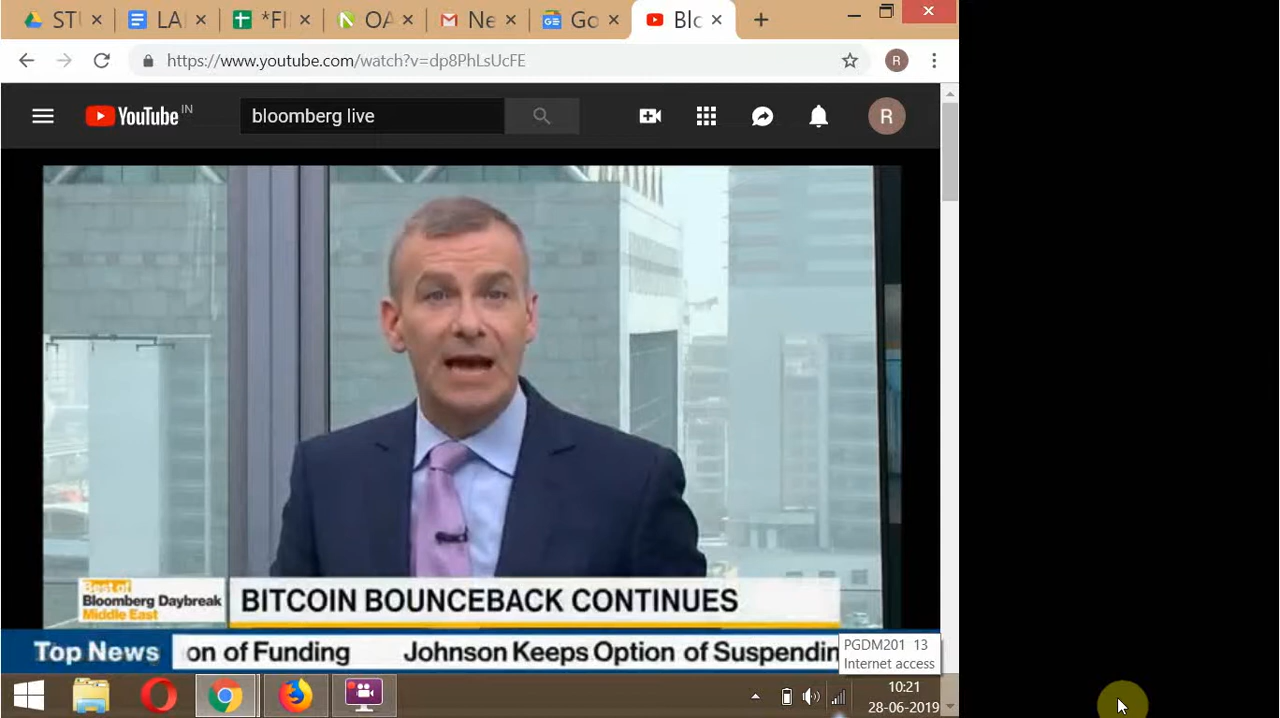 ST
LA
*FI
OA
Ne
Go
Blo
https://www.youtube.com/watch?v=dp8PhLsUcFE
R
YouTube IN
bloomberg live
R
Best of
Bloomberg Daybreak
Middle East
BITCOIN BOUNCEBACK CONTINUES
Top News on of Funding Johnson Keeps Option of Suspendin
PGDM201 13
Internet access
10:21
28-06-2019